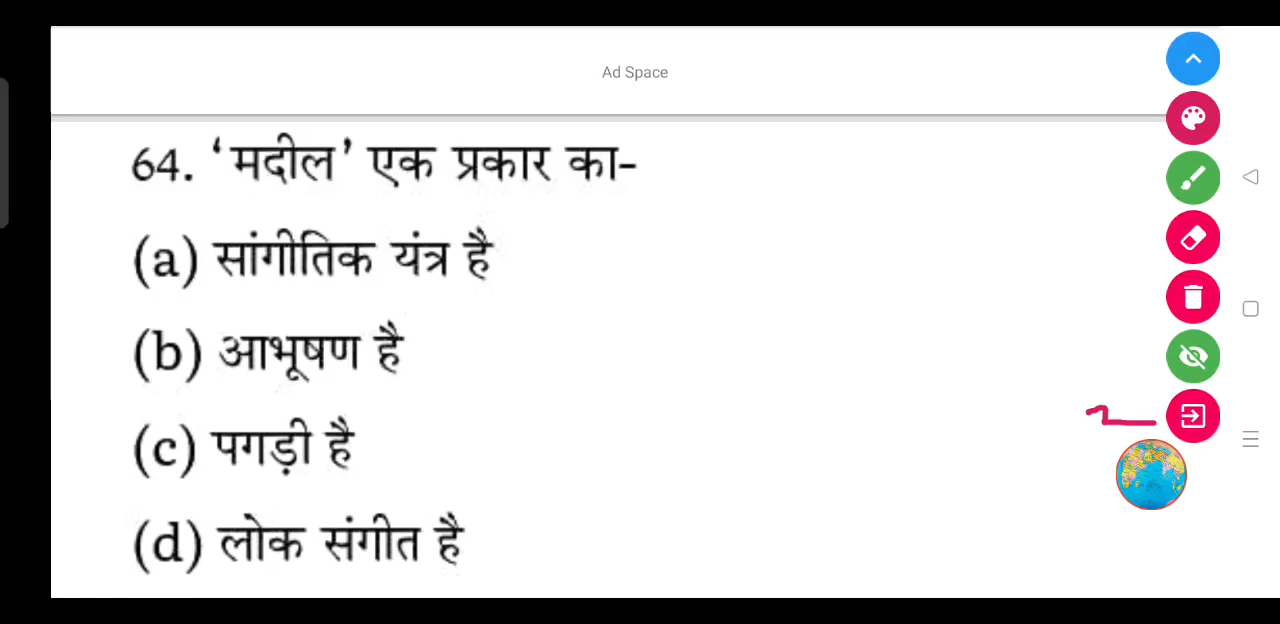 Ad Space
64. ‘मदील’ एक प्रकार का-
(a) सांगीतिक यंत्र है
(b) आभूषण है
(c) पगड़ी है
(d) लोक संगीत है